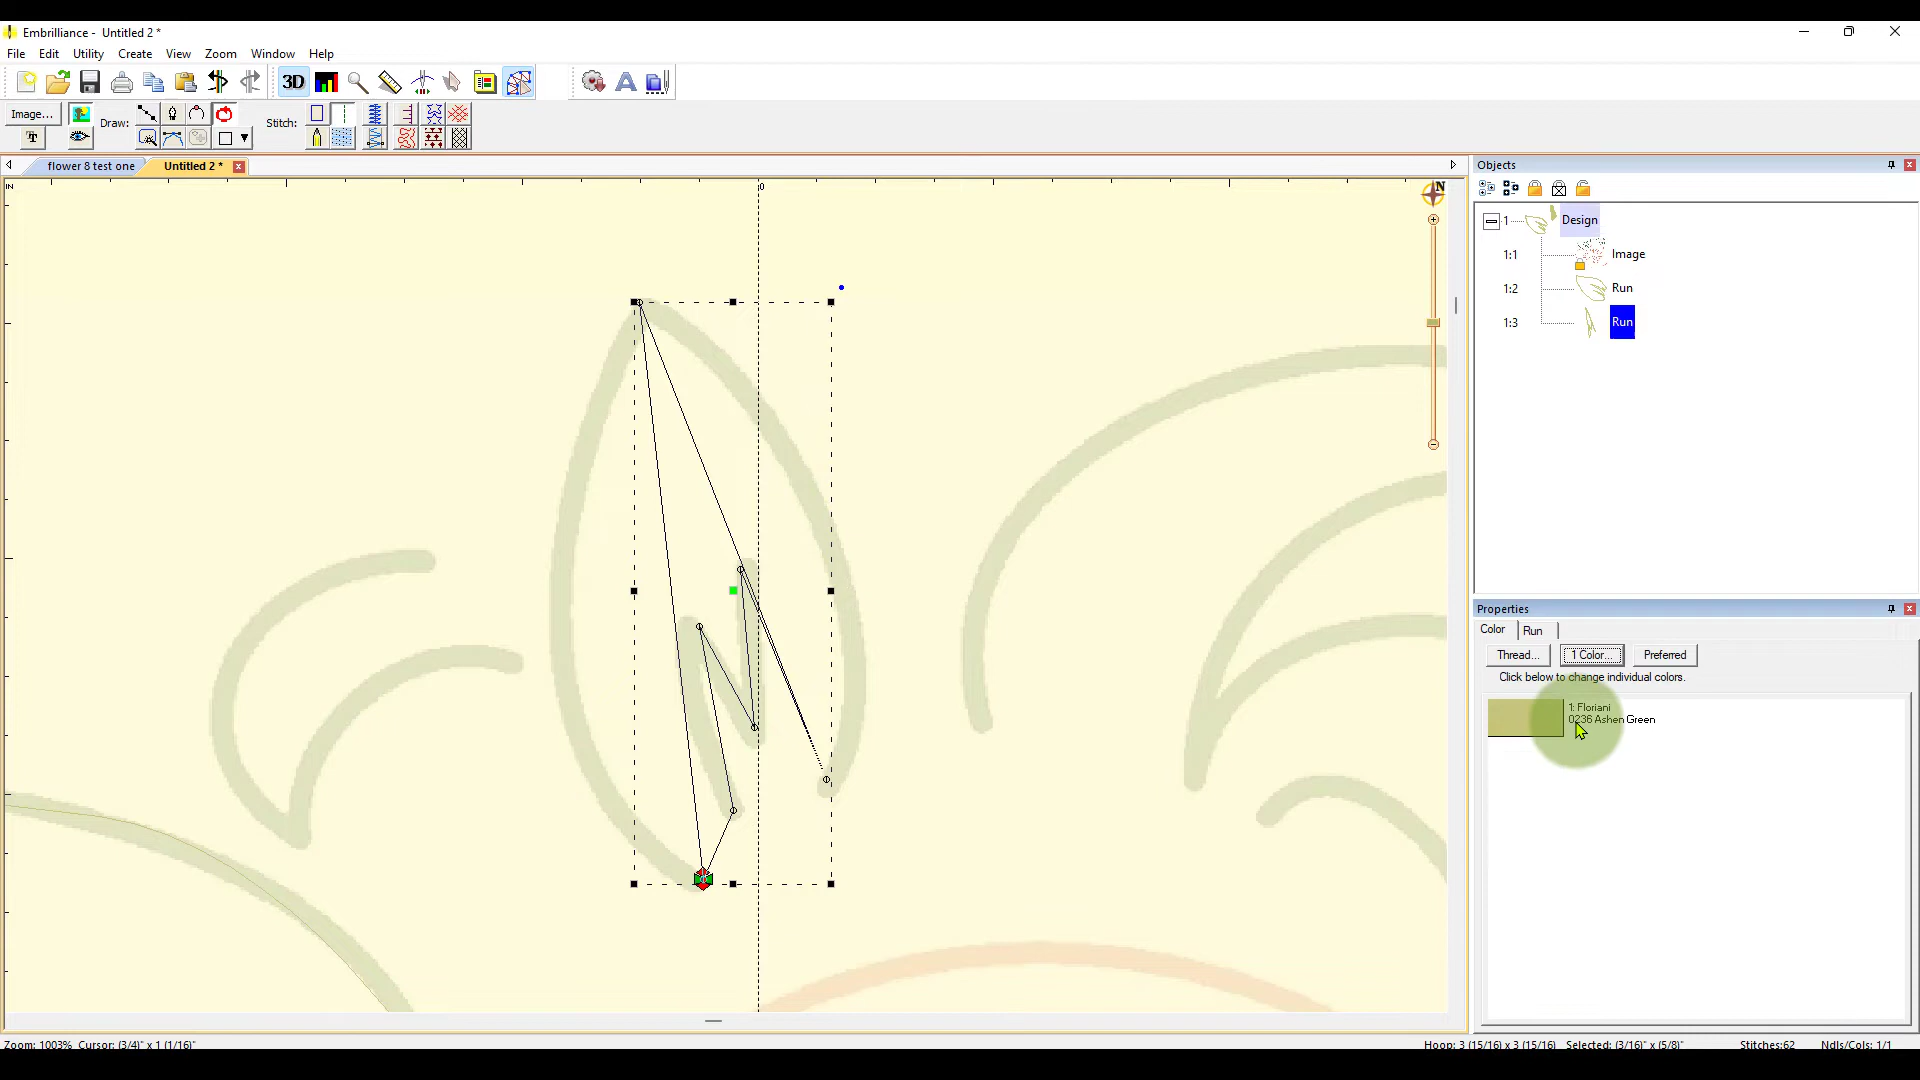 Embrilliance - Untitled 2 *
File Edit Utility Create View Zoom Window Help
3D A
Image... Draw: Stitch:
T
flower 8 test one Untitled 2 *
IN 0 N
Objects
1 Design
1:1 Image
1:2 Run
1:3 Run
Properties
Color Run
Thread... 1 Color... Preferred
Click below to change individual colors.
1: Floriani
0236 Ashen Green
Zoom: 1003% Cursor: (3/4)" x 1 (1/16)" Hoop: 3 (15/16) x 3 (15/16) Selected: (3/16)" x (5/8)" Stitches:62 Ndls/Cols: 1/1